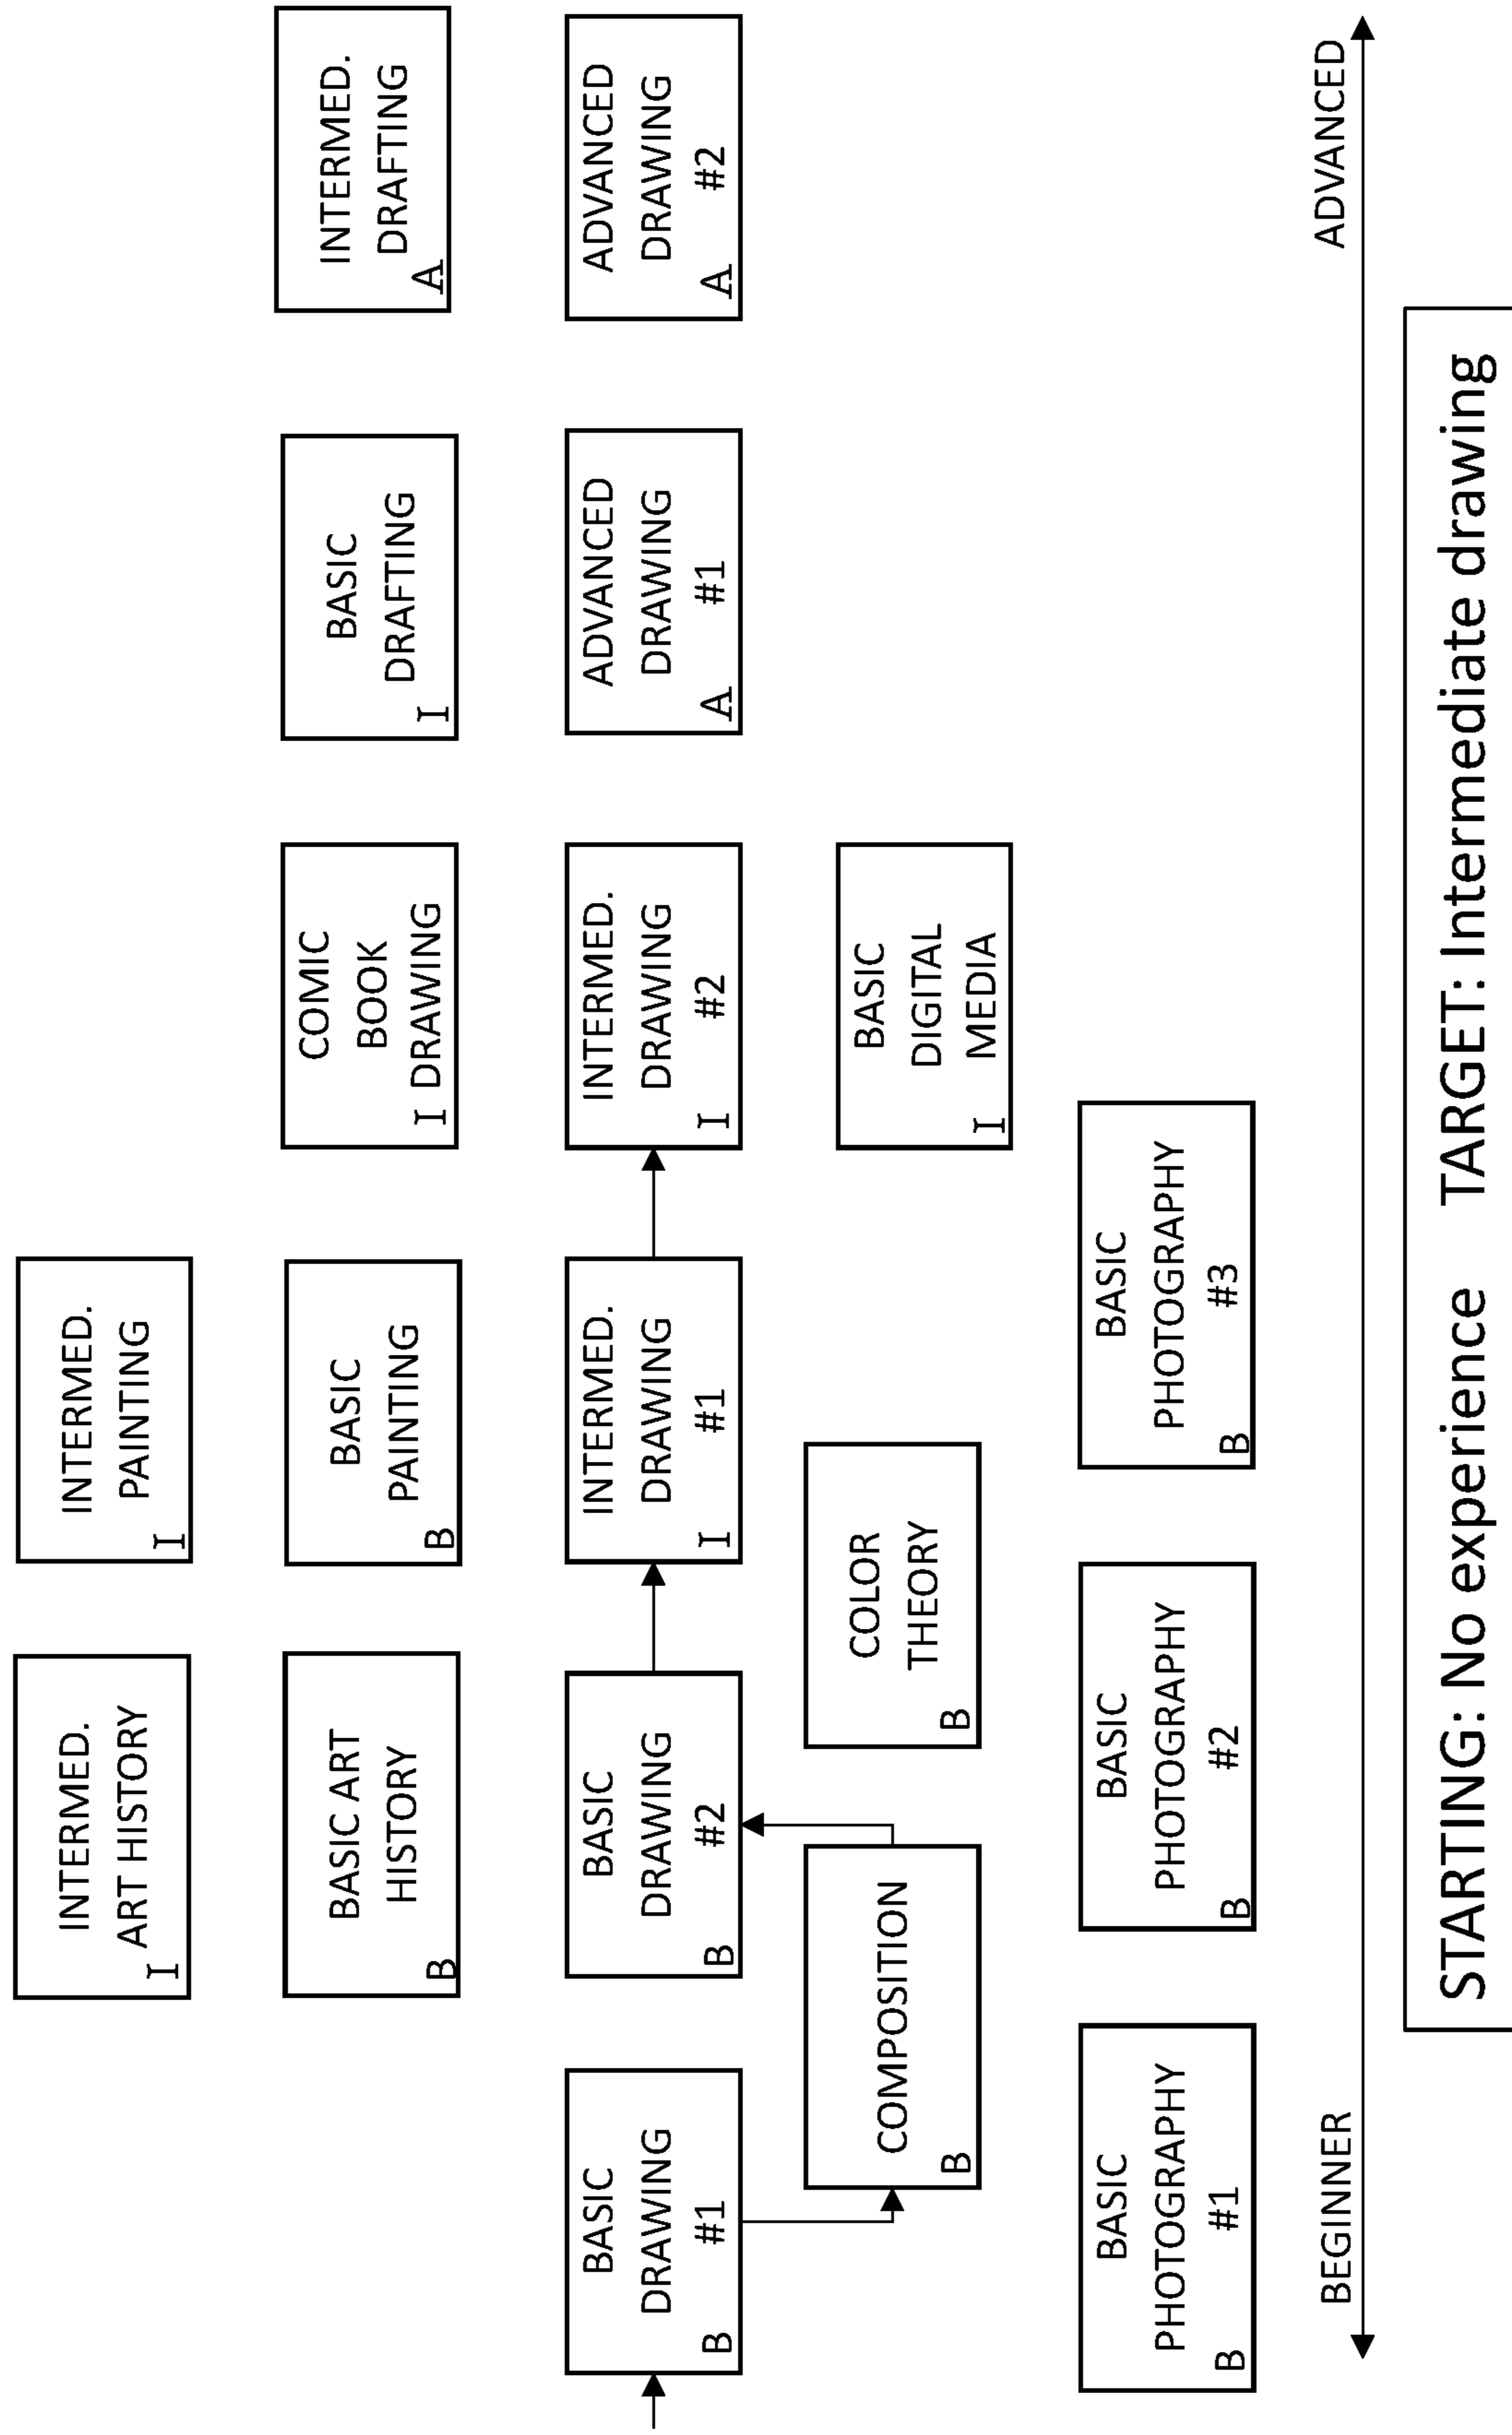 INTERMED.
ART HISTORY
I
INTERMED.
PAINTING
I
BASIC ART
HISTORY
B
BASIC
PAINTING
B
COMIC
BOOK
I DRAWING
BASIC
DRAFTING
I
INTERMED.
DRAFTING
A
BASIC
DRAWING
B #1
BASIC
DRAWING
B #2
INTERMED.
DRAWING
I #1
INTERMED.
DRAWING
I #2
ADVANCED
DRAWING
A #1
ADVANCED
DRAWING
A #2
COMPOSITION
B
COLOR
THEORY
B
BASIC
DIGITAL
I MEDIA
BASIC
PHOTOGRAPHY
B #1
BASIC
PHOTOGRAPHY
B #2
BASIC
PHOTOGRAPHY
B #3
BEGINNER ADVANCED
STARTING: No experience TARGET: Intermediate drawing